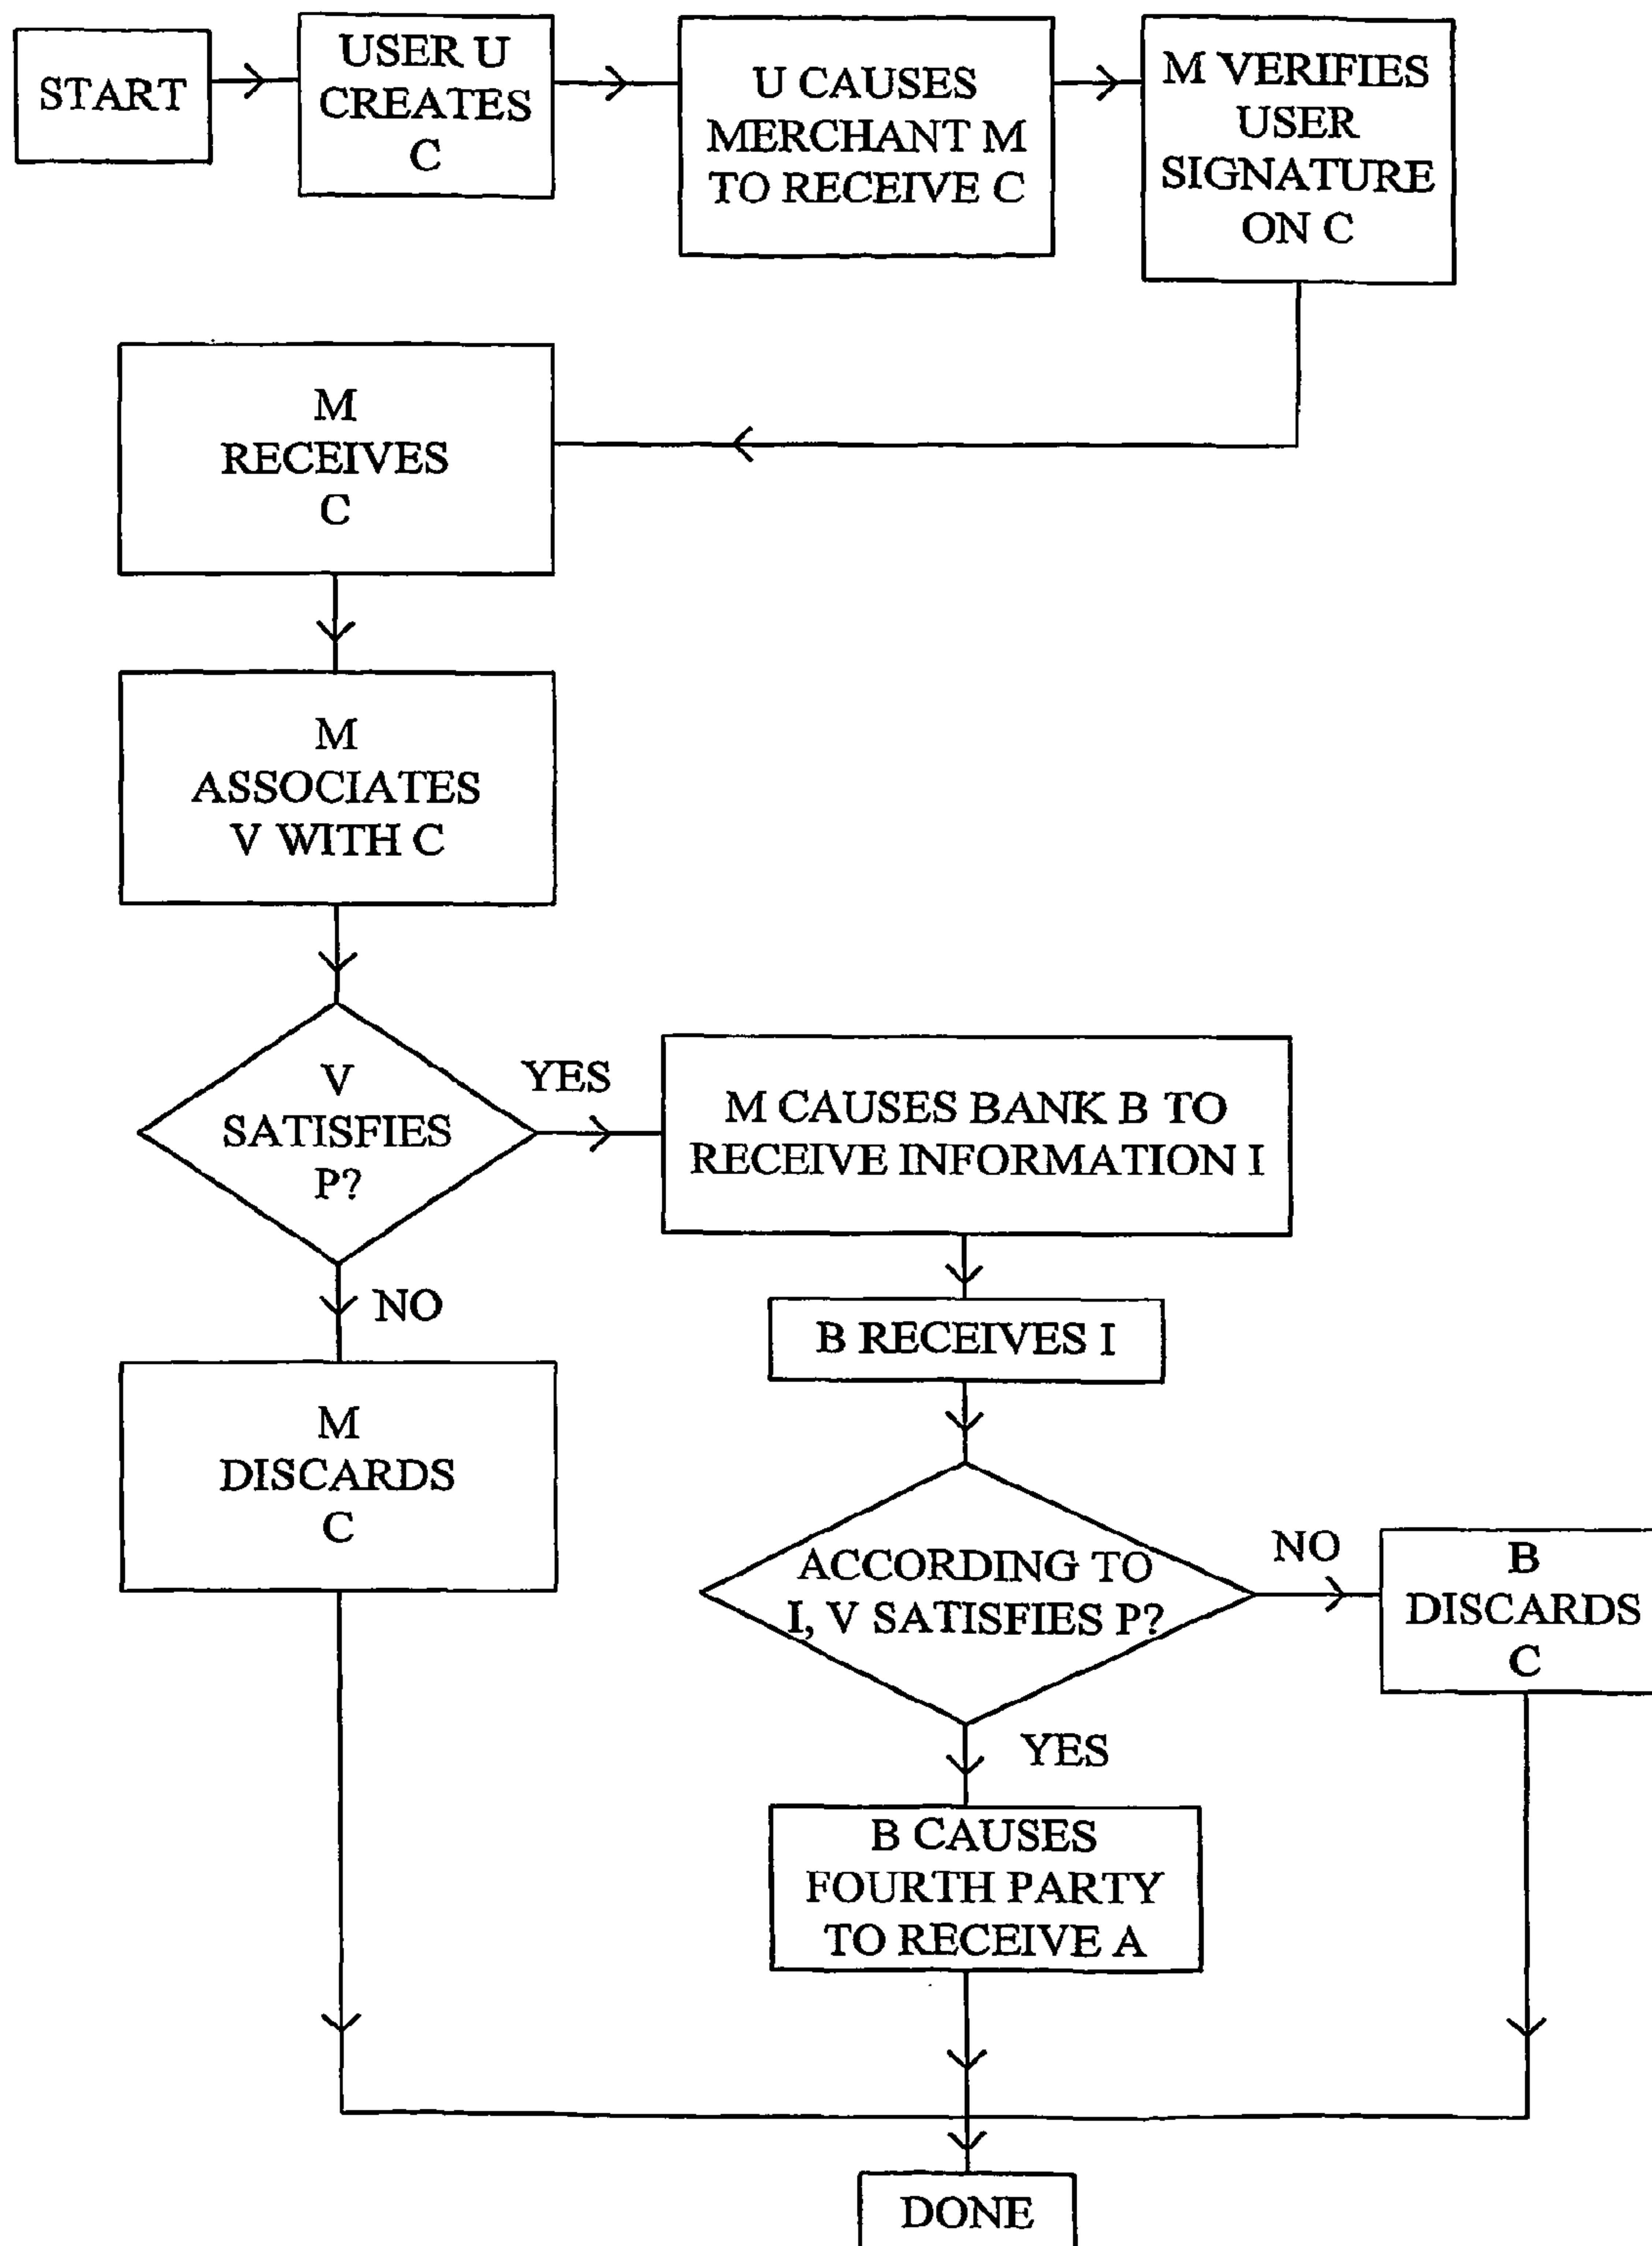 START
USER U
CREATES
C
U CAUSES
MERCHANT M
TO RECEIVE C
M VERIFIES
USER
SIGNATURE
ON C
M
RECEIVES
C
M
ASSOCIATES
V WITH C
V
SATISFIES
P?
YES
M CAUSES BANK B TO
RECEIVE INFORMATION I
NO
B RECEIVES I
M
DISCARDS
C
ACCORDING TO
I, V SATISFIES P?
NO
B
DISCARDS
C
YES
B CAUSES
FOURTH PARTY
TO RECEIVE A
DONE